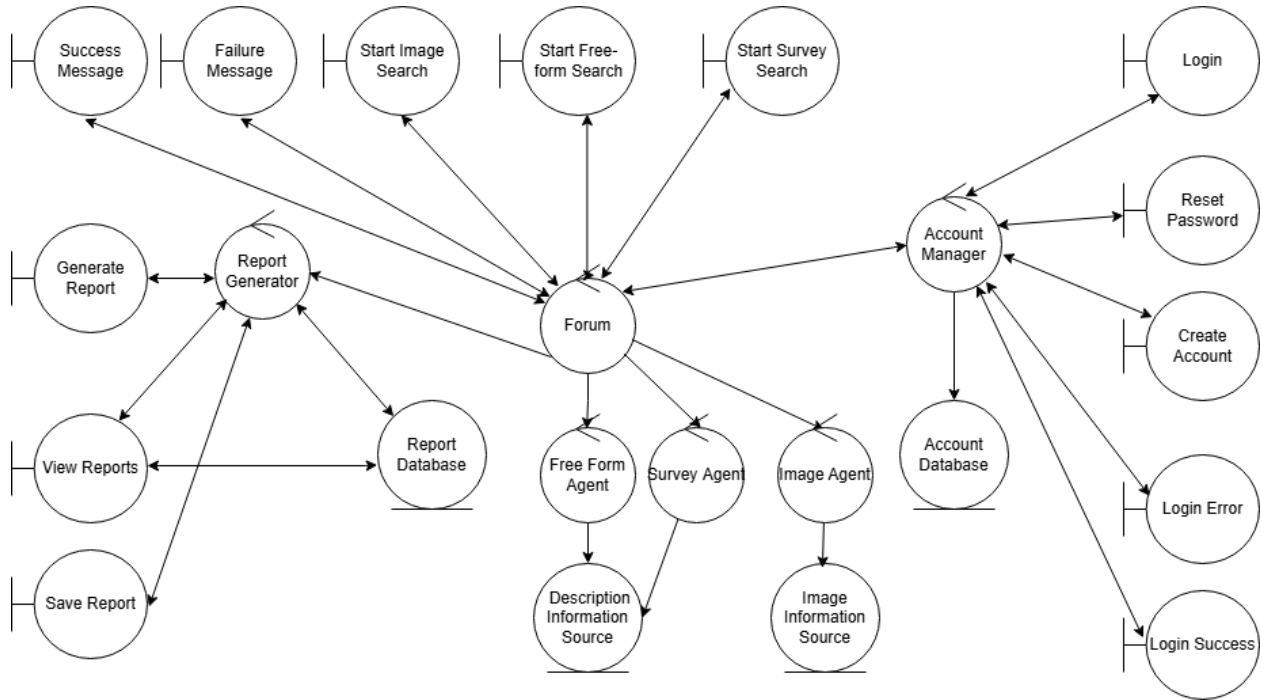 Success
Message
Failure
Message
Start Image
Search
Start Free-
form Search
Start Survey
Search
Login
Reset
Password
Account
Manager
Generate
Report
Report
Generator
Forum
Create
Account
View Reports
Report
Database
Free Form
Agent
Survey Agent
Image Agent
Account
Database
Login Error
Save Report
Description
Information
Source
Image
Information
Source
Login Success